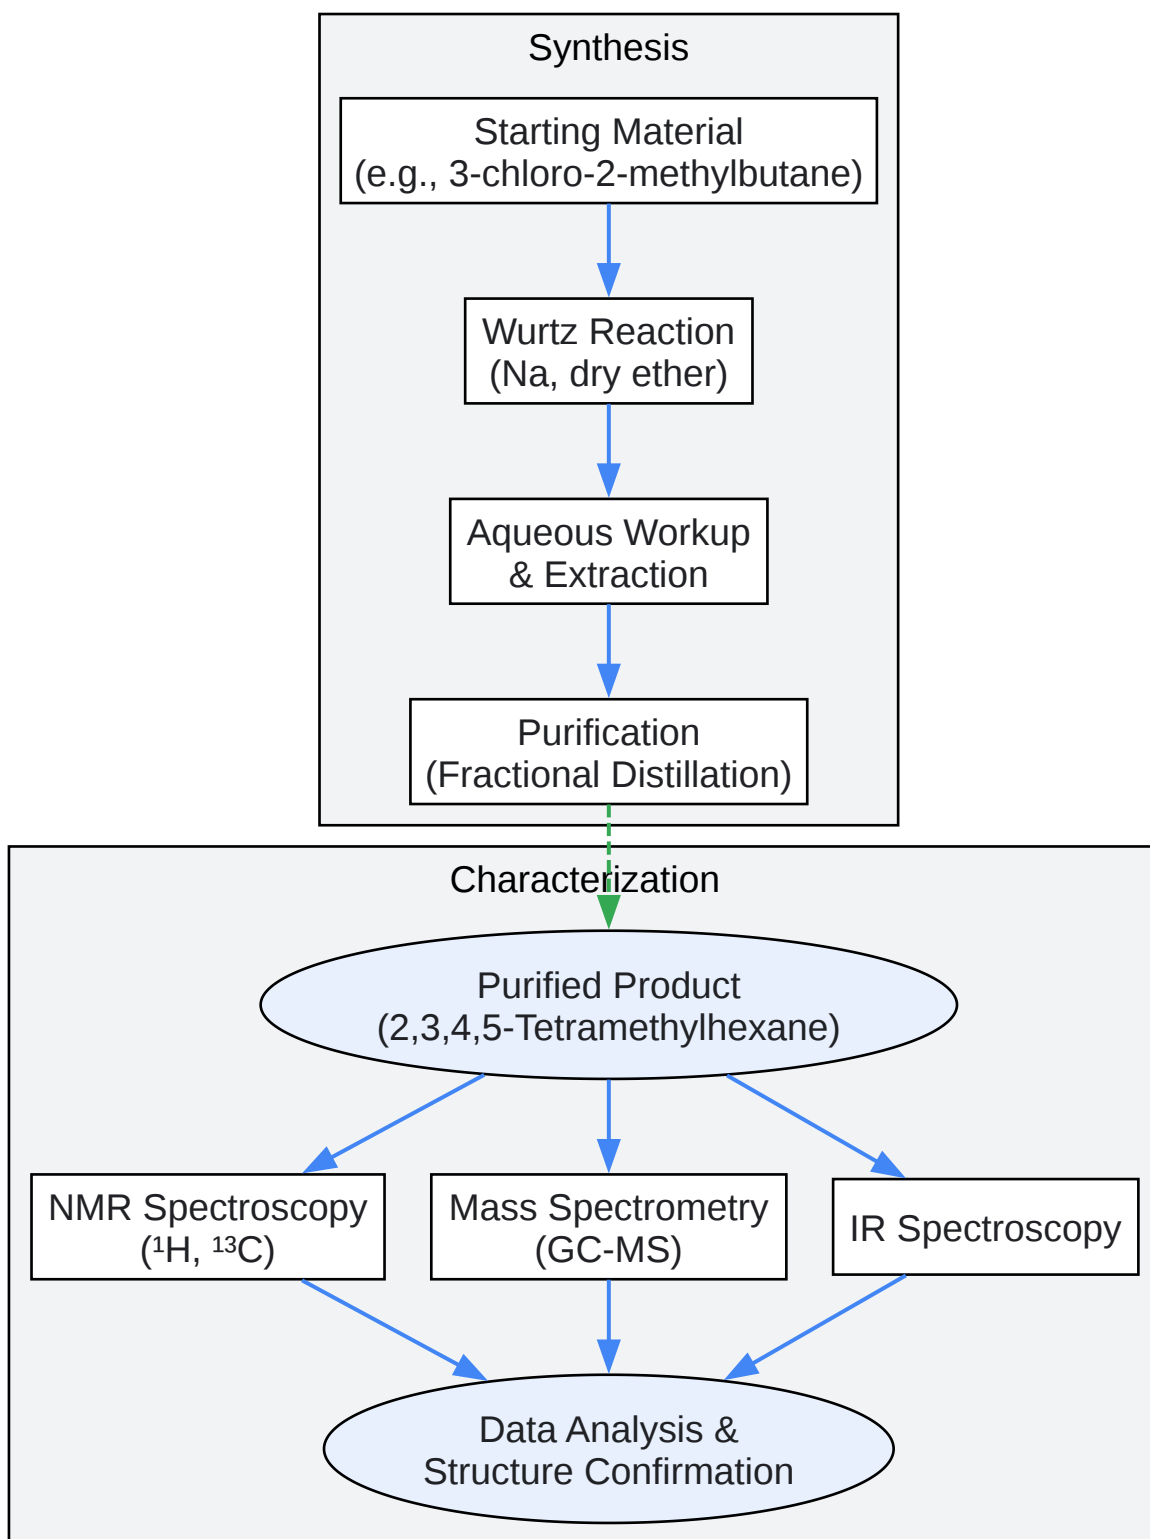 Synthesis
Starting Material
(e.g., 3-chloro-2-methylbutane)
Wurtz Reaction
(Na, dry ether)
Aqueous Workup
& Extraction
Purification
(Fractional Distillation)
Characterization
Purified Product
(2,3,4,5-Tetramethylhexane)
NMR Spectroscopy
(¹H, ¹³C)
Mass Spectrometry
(GC-MS)
IR Spectroscopy
Data Analysis &
Structure Confirmation